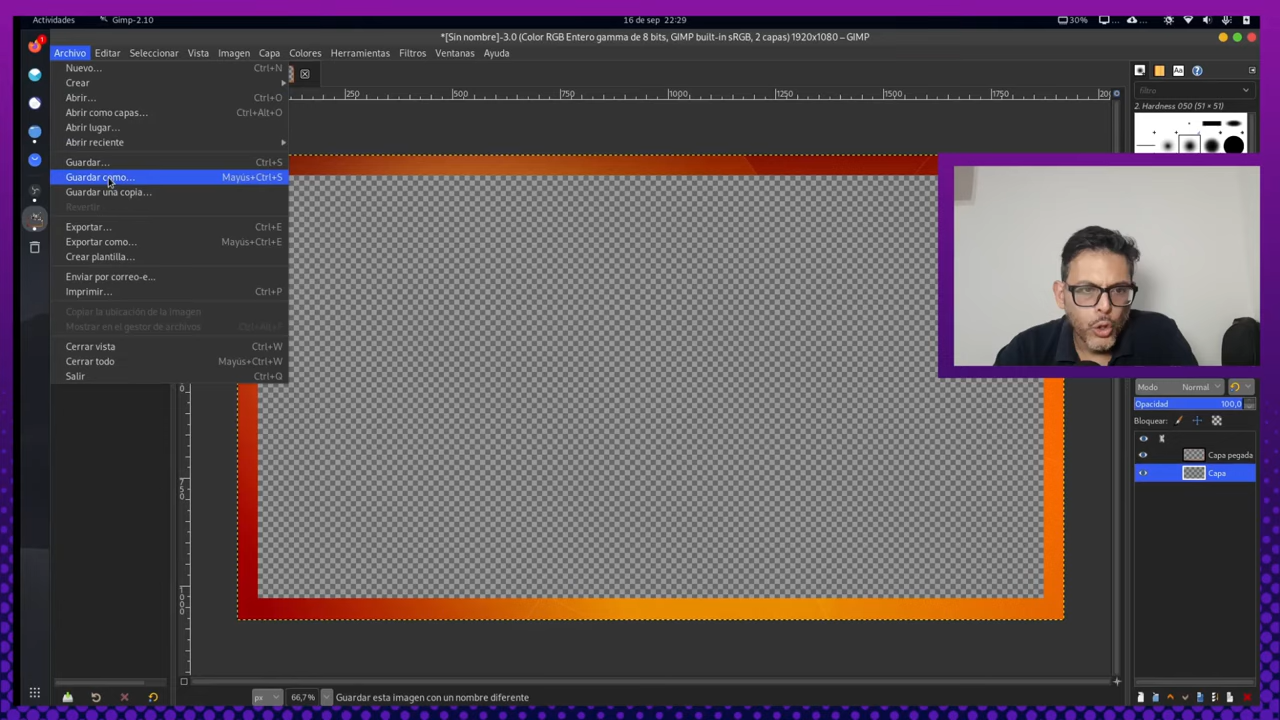 Actividades
Gimp-2.10
16 de sep 22:29
30%
*[Sin nombre]-3.0 (Color RGB Entero gamma de 8 bits, GIMP built-in sRGB, 2 capas) 1920x1080 – GIMP
Archivo Editar Seleccionar Vista Imagen Capa Colores Herramientas Filtros Ventanas Ayuda
Nuevo... Ctrl+N
Crear
Abrir... Ctrl+O
Abrir como capas... Ctrl+Alt+O
Abrir lugar...
Abrir reciente
Guardar... Ctrl+S
Guardar como... Mayús+Ctrl+S
Guardar una copia...
Revertir
Exportar... Ctrl+E
Exportar como... Mayús+Ctrl+E
Crear plantilla...
Enviar por correo-e...
Imprimir... Ctrl+P
Copiar la ubicación de la imagen
Mostrar en el gestor de archivos Ctrl+Alt+F
Cerrar vista Ctrl+W
Cerrar todo Mayús+Ctrl+W
Salir Ctrl+Q
250 500 750 1000 1250 1500 1750
filtro
2. Hardness 050 (51 × 51)
Modo Normal
Opacidad 100,0
Bloquear:
Capa pegada
Capa
750
1000
px 66,7% Guardar esta imagen con un nombre diferente